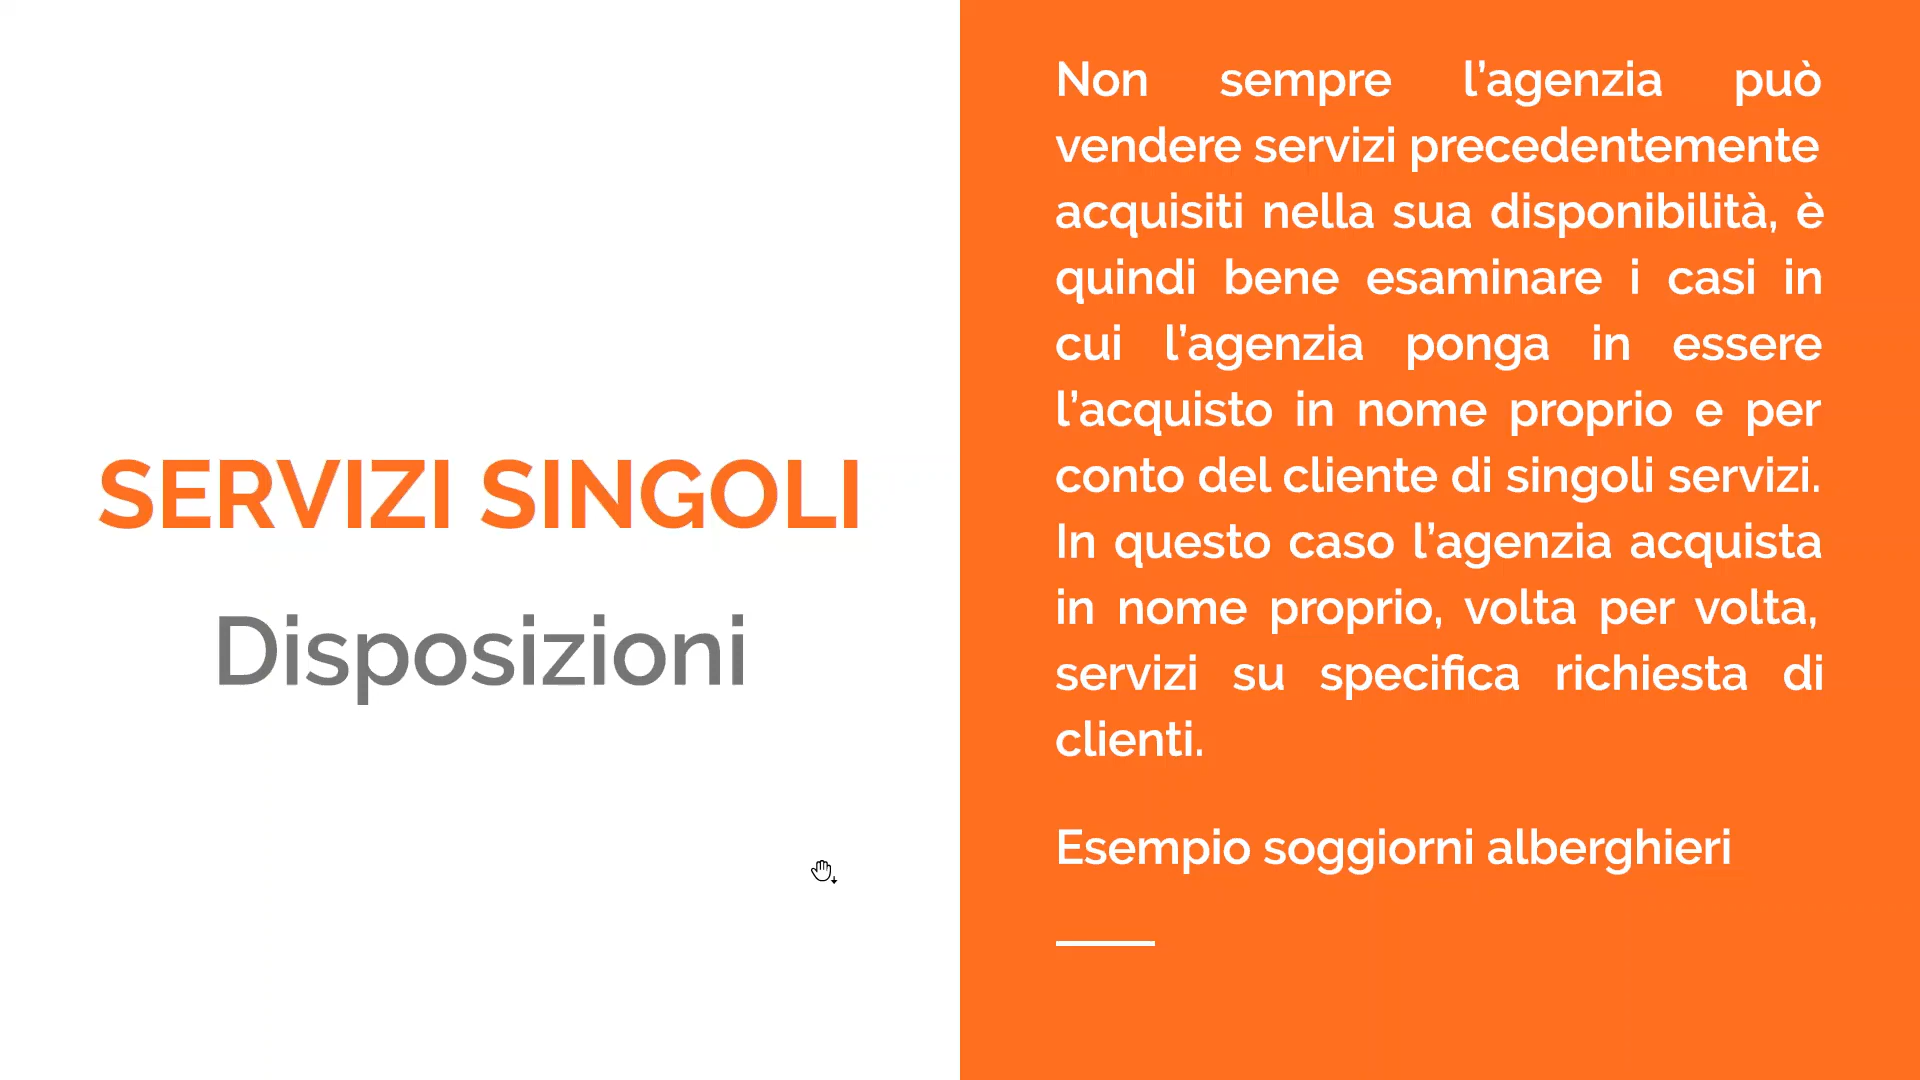 SERVIZI SINGOLI
Disposizioni
Non sempre l’agenzia può
vendere servizi precedentemente
acquisiti nella sua disponibilità, è
quindi bene esaminare i casi in
cui l’agenzia ponga in essere
l’acquisto in nome proprio e per
conto del cliente di singoli servizi.
In questo caso l’agenzia acquista
in nome proprio, volta per volta,
servizi su specifica richiesta di
clienti.
Esempio soggiorni alberghieri